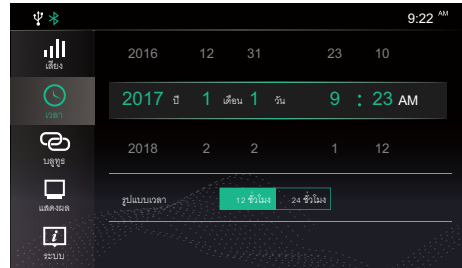 9:22 AM
เสียง
เวลา
บลูทูธ
แสดงผล
ระบบ
2016 12 31 23 10
2017 ปี 1 เดือน 1 วัน 9 : 23 AM
2018 2 2 1 12
รูปแบบเวลา 12 ชั่วโมง 24 ชั่วโมง